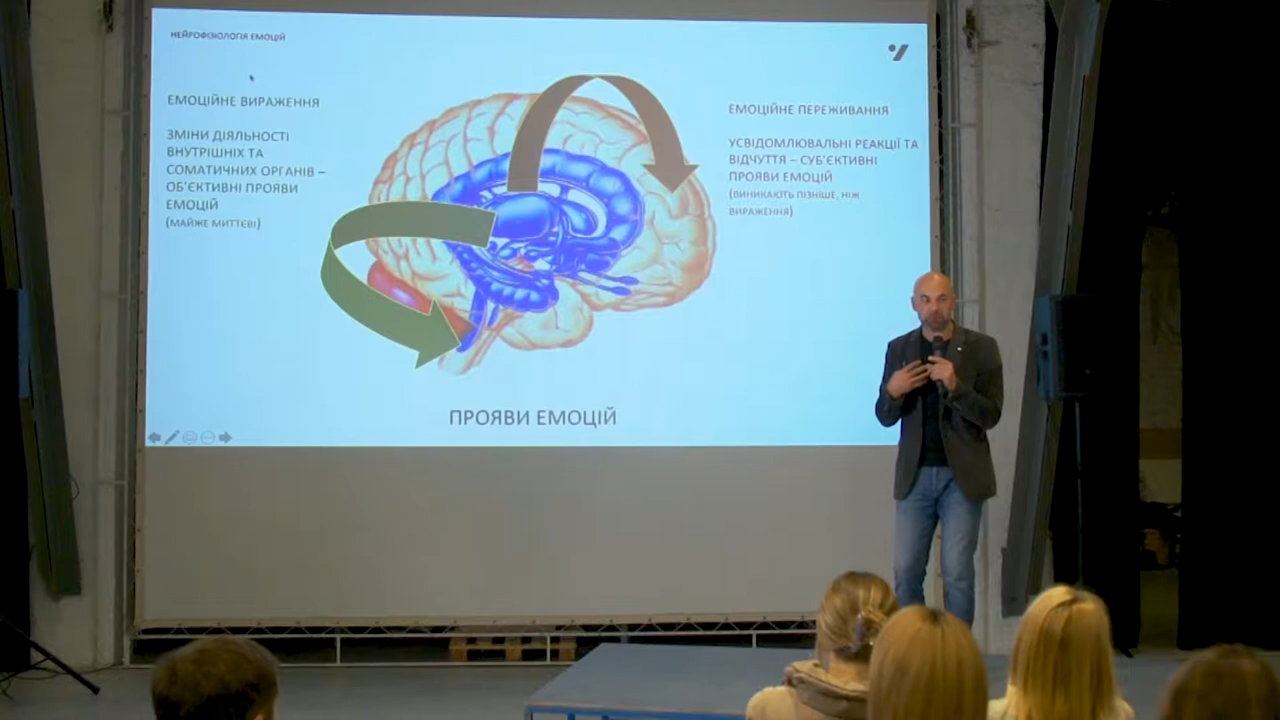 НЕЙРОФІЗІОЛОГІЯ ЕМОЦІЙ
ЕМОЦІЙНЕ ВИРАЖЕННЯ
ЗМІНИ ДІЯЛЬНОСТІ
ВНУТРІШНІХ ТА
СОМАТИЧНИХ ОРГАНІВ –
ОБ'ЄКТИВНІ ПРОЯВИ
ЕМОЦІЙ
(МАЙЖЕ МИТТЄВІ)
ЕМОЦІЙНЕ ПЕРЕЖИВАННЯ
УСВІДОМЛЮВАЛЬНІ РЕАКЦІЇ ТА
ВІДЧУТТЯ – СУБ'ЄКТИВНІ
ПРОЯВИ ЕМОЦІЙ
(ВИНИКАЮТЬ ПІЗНІШЕ, НІЖ
ВИРАЖЕННЯ)
ПРОЯВИ ЕМОЦІЙ